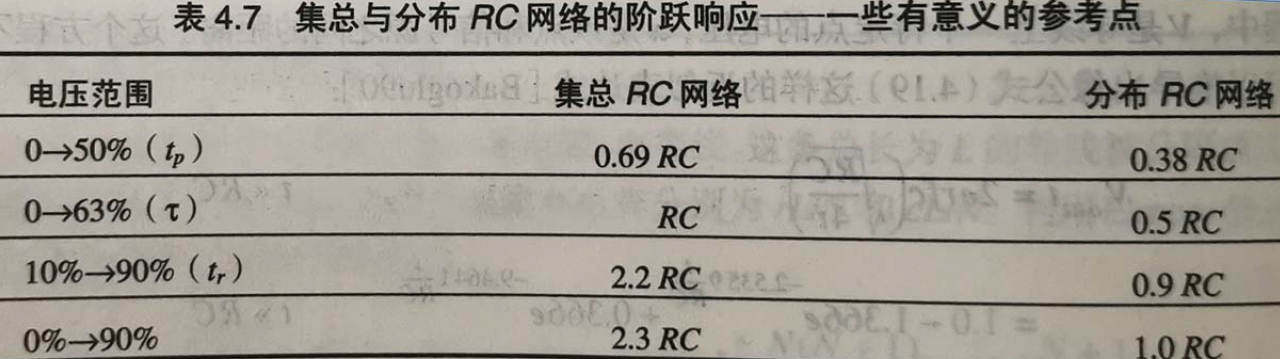 表 4.7 集总与分布 RC 网络的阶跃响应——一些有意义的参考点
电压范围 集总 RC 网络 分布 RC 网络
0→50%（tp） 0.69 RC 0.38 RC
0→63%（τ） RC 0.5 RC
10%→90%（tr） 2.2 RC 0.9 RC
0%→90% 2.3 RC 1.0 RC